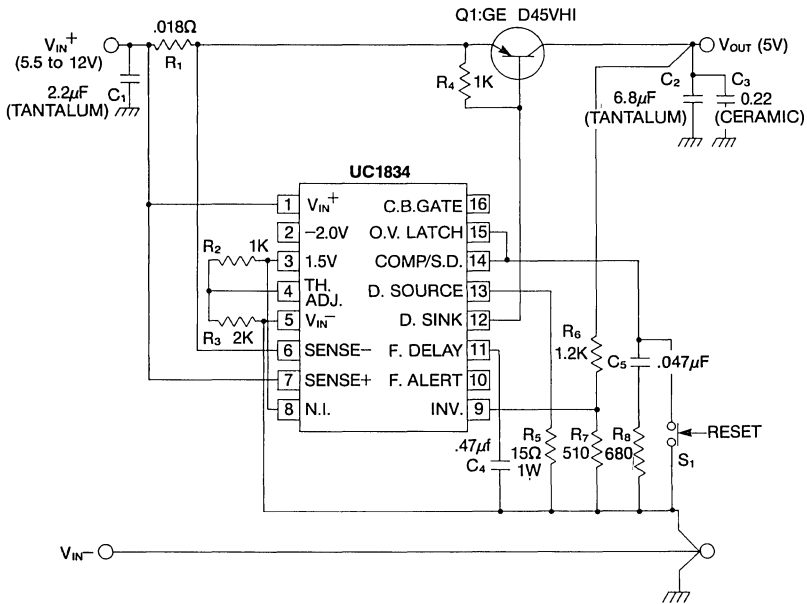 Q1:GE D45VHI
.018Ω
VIN+
(5.5 to 12V)
R1
VOUT (5V)
2.2μF
C1
(TANTALUM)
R4
1K
C2
C3
6.8μF
0.22
(TANTALUM)
(CERAMIC)
UC1834
1 VIN+
C.B.GATE 16
2 −2.0V
O.V. LATCH 15
R2
1K
3 1.5V
COMP/S.D. 14
4 TH. ADJ.
D. SOURCE 13
R3
2K
5 VIN−
D. SINK 12
6 SENSE−
F. DELAY 11
7 SENSE+
F. ALERT 10
8 N.I.
INV. 9
R6
1.2K
C5
.047μF
.47μf
C4
R5
15Ω
1W
R7
510
R8
680
RESET
S1
VIN−